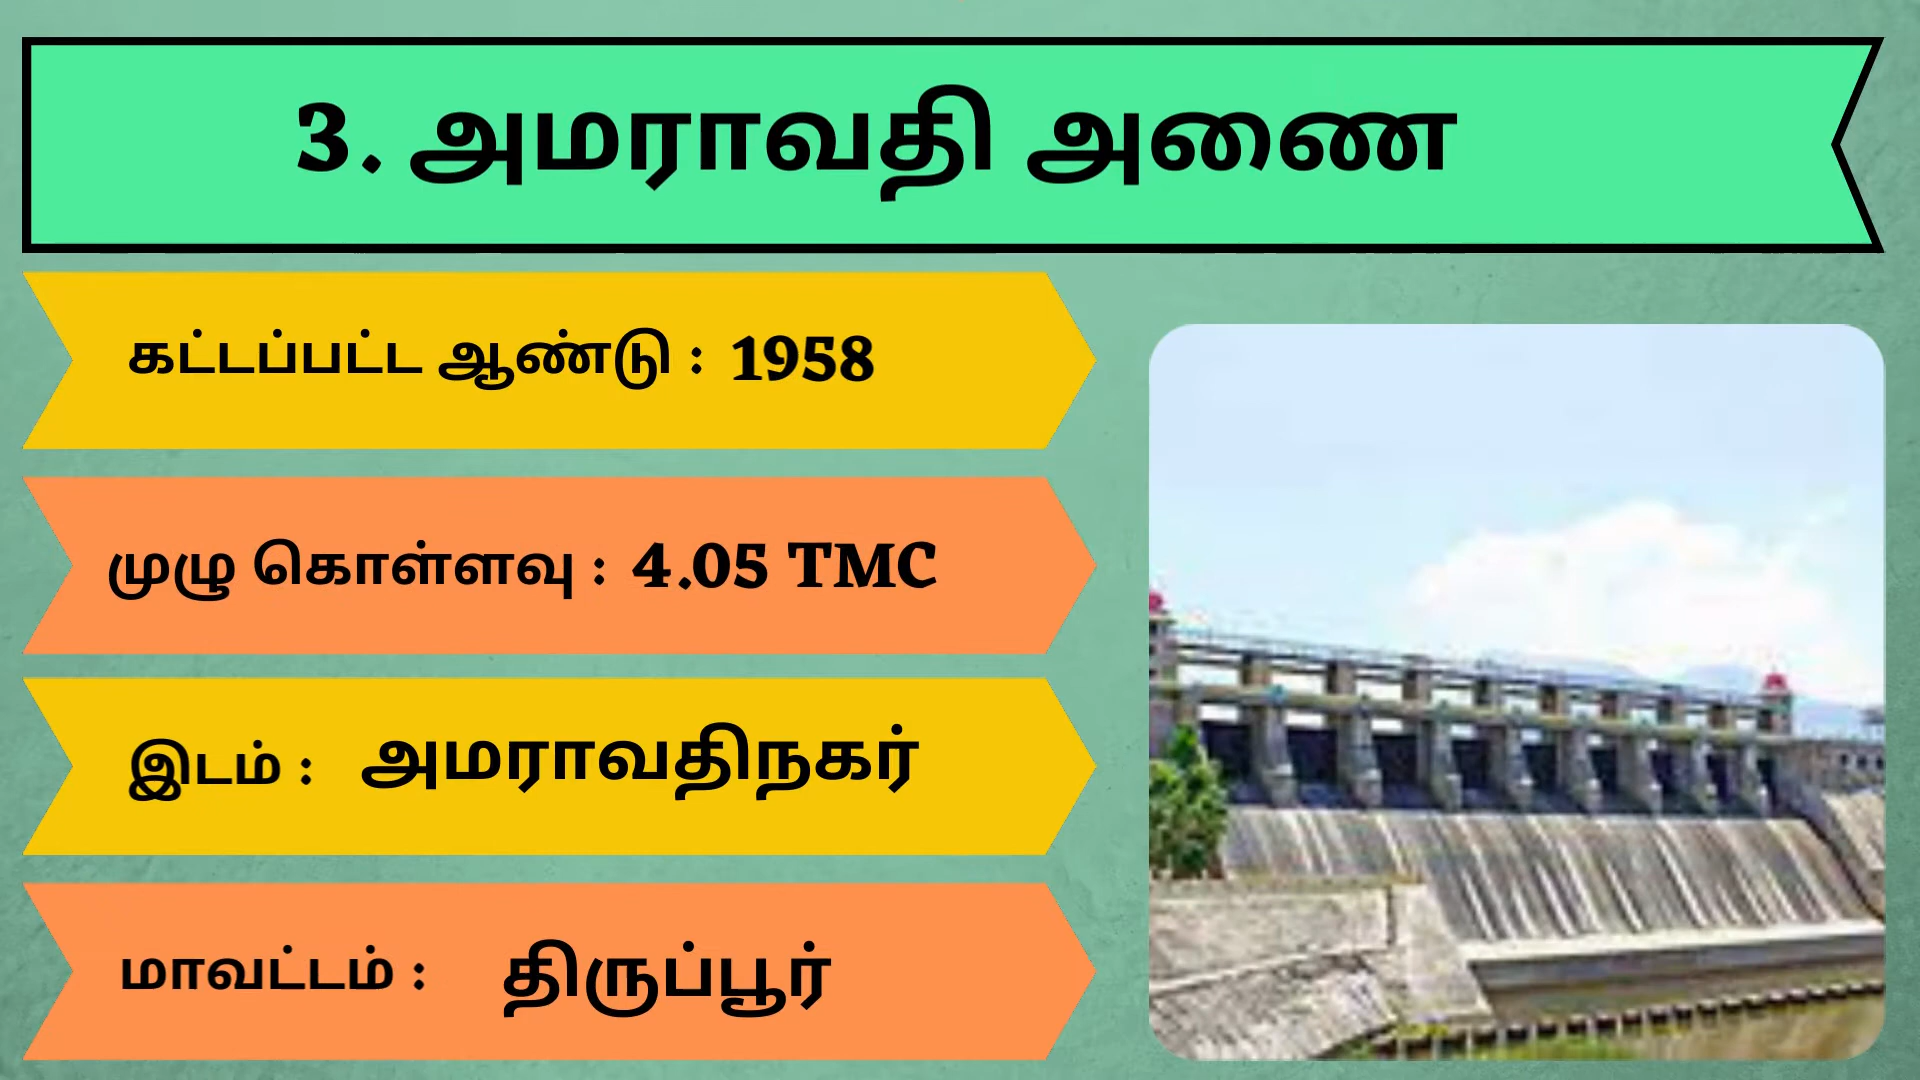 3. அமராவதி அணை
கட்டப்பட்ட ஆண்டு : 1958
முழு கொள்ளவு : 4.05 TMC
இடம் : அமராவதிநகர்
மாவட்டம் : திருப்பூர்